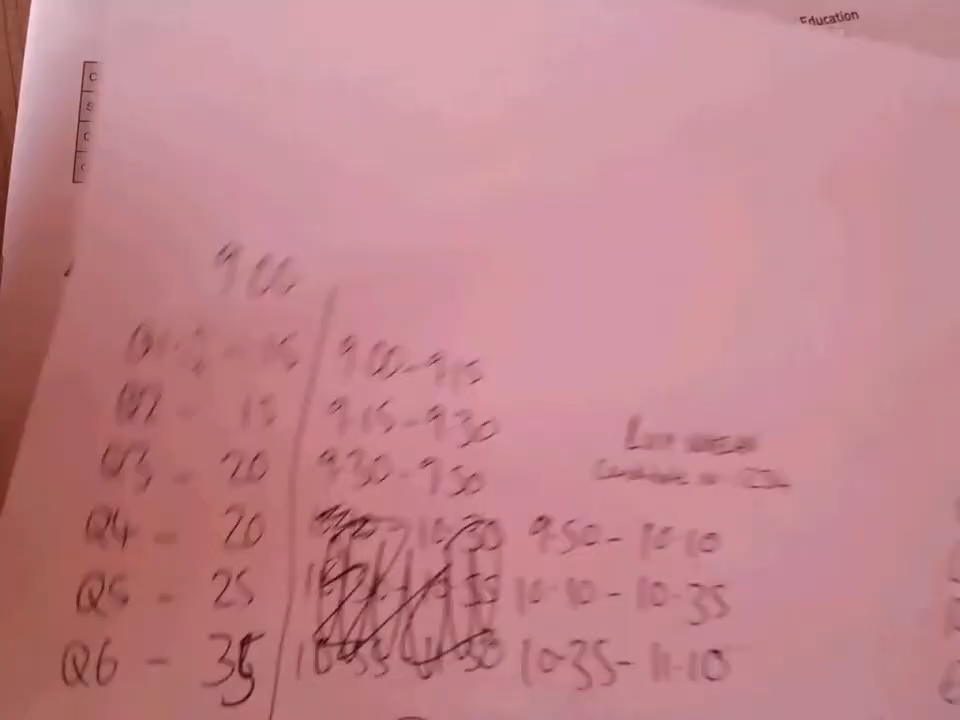 Education
9 00
Q1 - 15 9.00-9.15
Q2 - 15 9.15-9.30
Q3 - 20 9.30-9.50
Q4 - 20 9.50-10.10
Q5 - 25 10.10-10.35
Q6 - 35 10.35-11.10